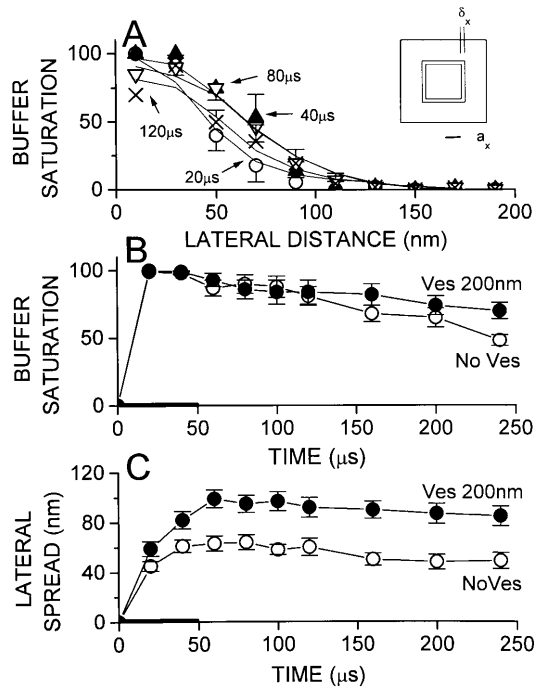 A
BUFFER
SATURATION
100
50
0
80µs
40µs
120µs
20µs
δx
ax
0 50 100 150 200
LATERAL DISTANCE (nm)
B
BUFFER
SATURATION
100
50
0
Ves 200nm
No Ves
0 50 100 150 200 250
TIME (µs)
C
LATERAL
SPREAD (nm)
120
80
40
0
Ves 200nm
NoVes
0 50 100 150 200 250
TIME (µs)